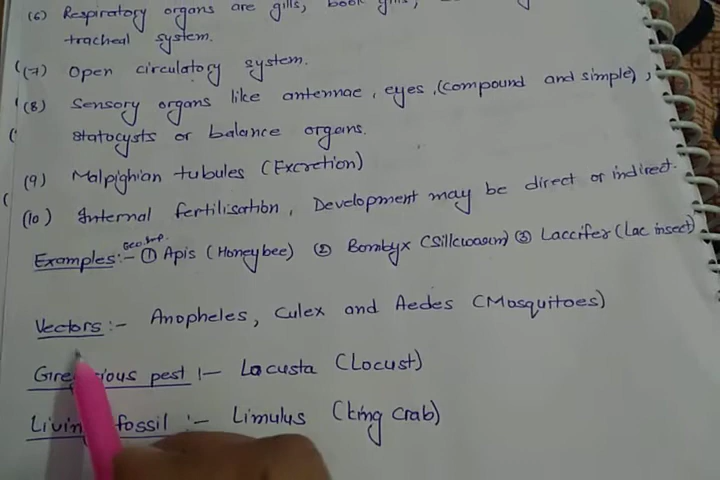 (6) Respiratory organs are gills, book
tracheal system.
(7) Open circulatory system.
(8) Sensory organs like antennae, eyes, (compound and simple),
statocysts or balance organs.
(9) Malpighian tubules (Excretion)
(10) Internal fertilisation, Development may be direct or indirect.
Examples:- ① Apis (Honeybee) ② Bombyx (Silkwoam) ③ Laccifer (Lac insect)
Vectors:- Anopheles, Culex and Aedes (Mosquitoes)
pest :- Locusta (Locust)
fossil :- Limulus (king crab)